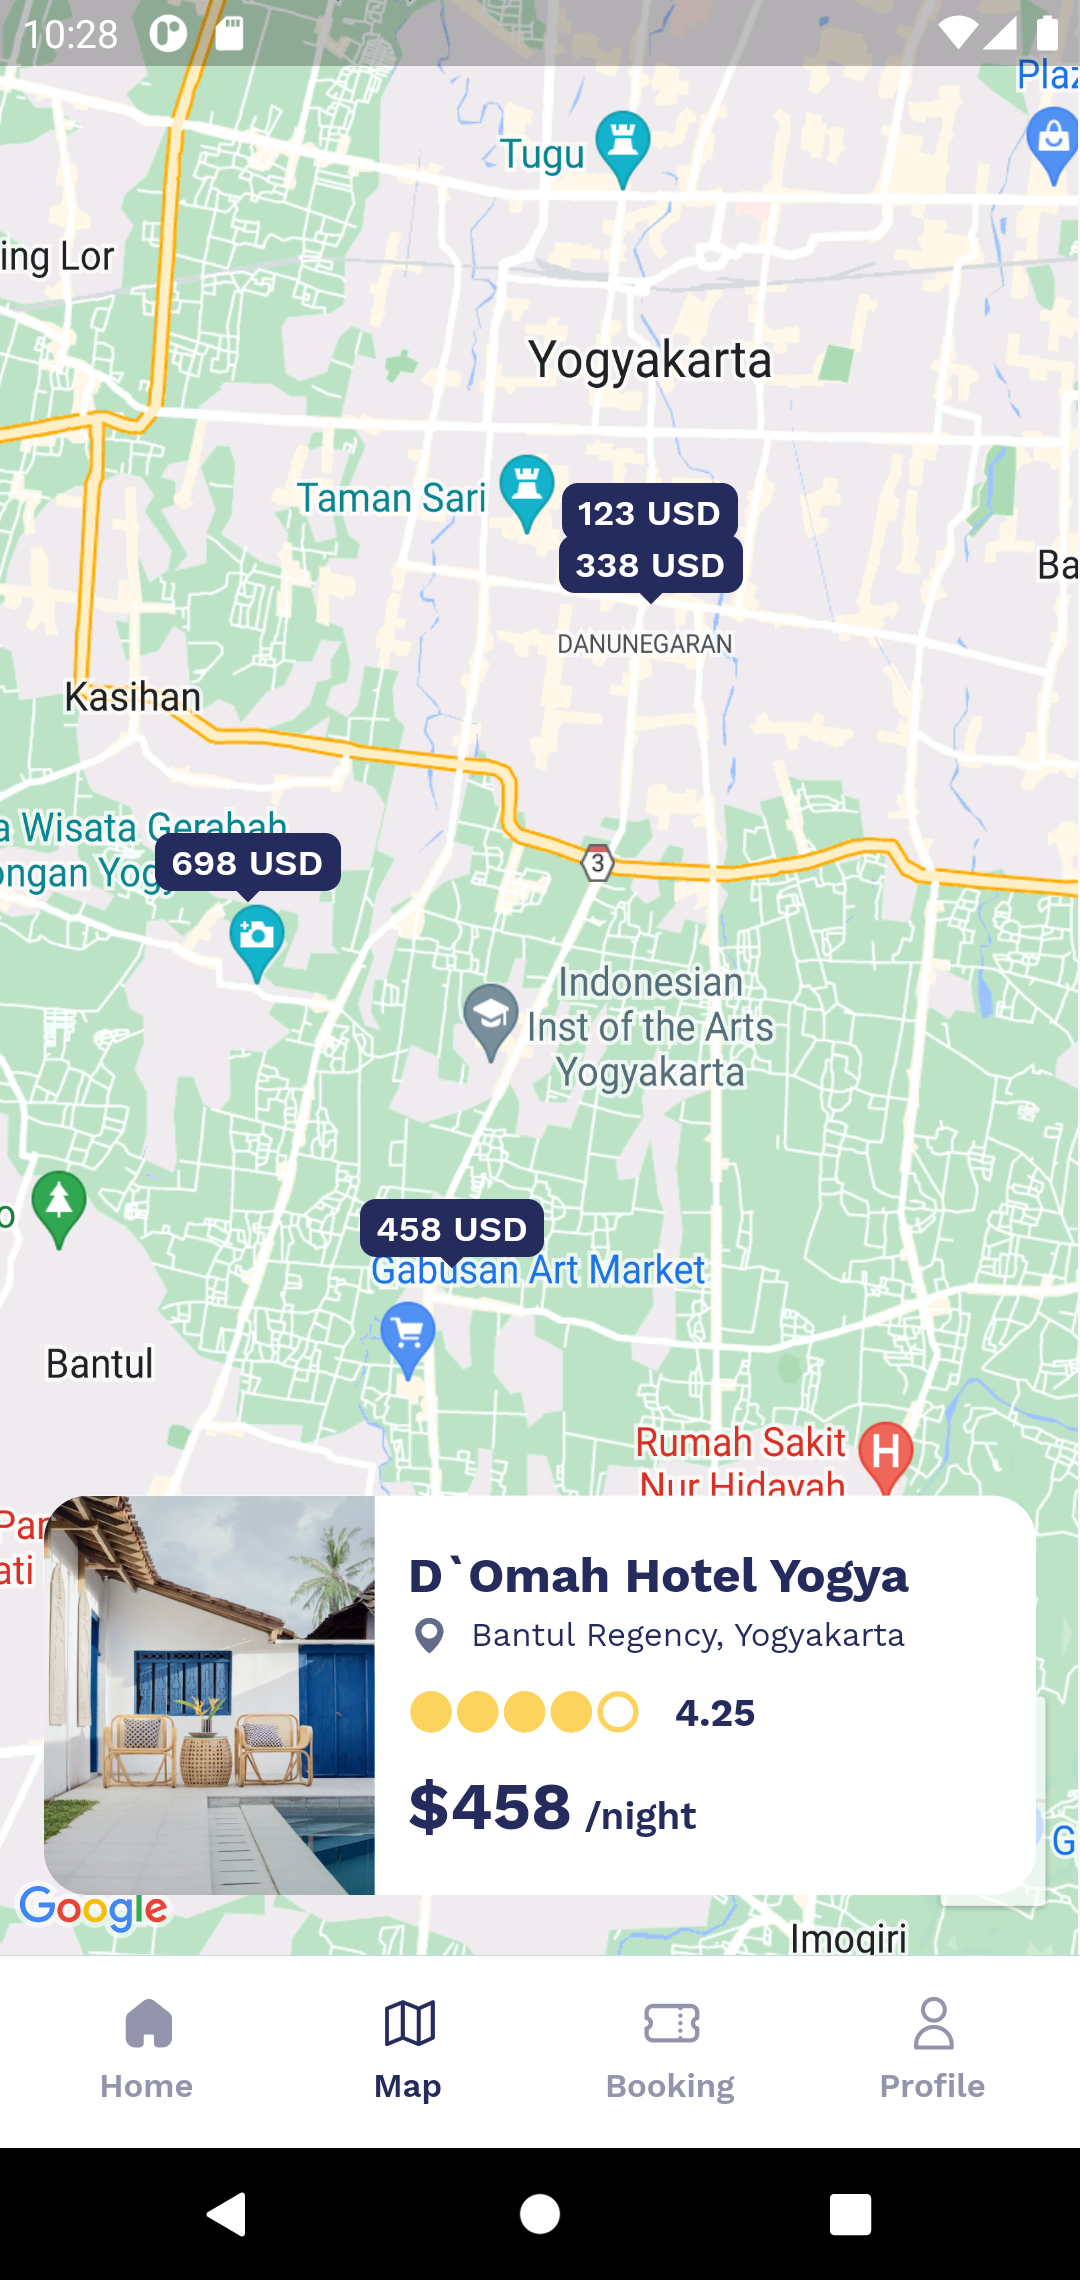 10:28
Plaz
Tugu
ing Lor
Yogyakarta
Taman Sari
123 USD
338 USD
Ba
DANUNEGARAN
Kasihan
a Wisata Gerabah
ongan Yog
698 USD
3
Indonesian
Inst of the Arts
Yogyakarta
o
458 USD
Gabusan Art Market
Bantul
Rumah Sakit
H
Nur Hidayah
Par
ati
D`Omah Hotel Yogya
Bantul Regency, Yogyakarta
4.25
$458 /night
G
Google
Imogiri
Home
Map
Booking
Profile